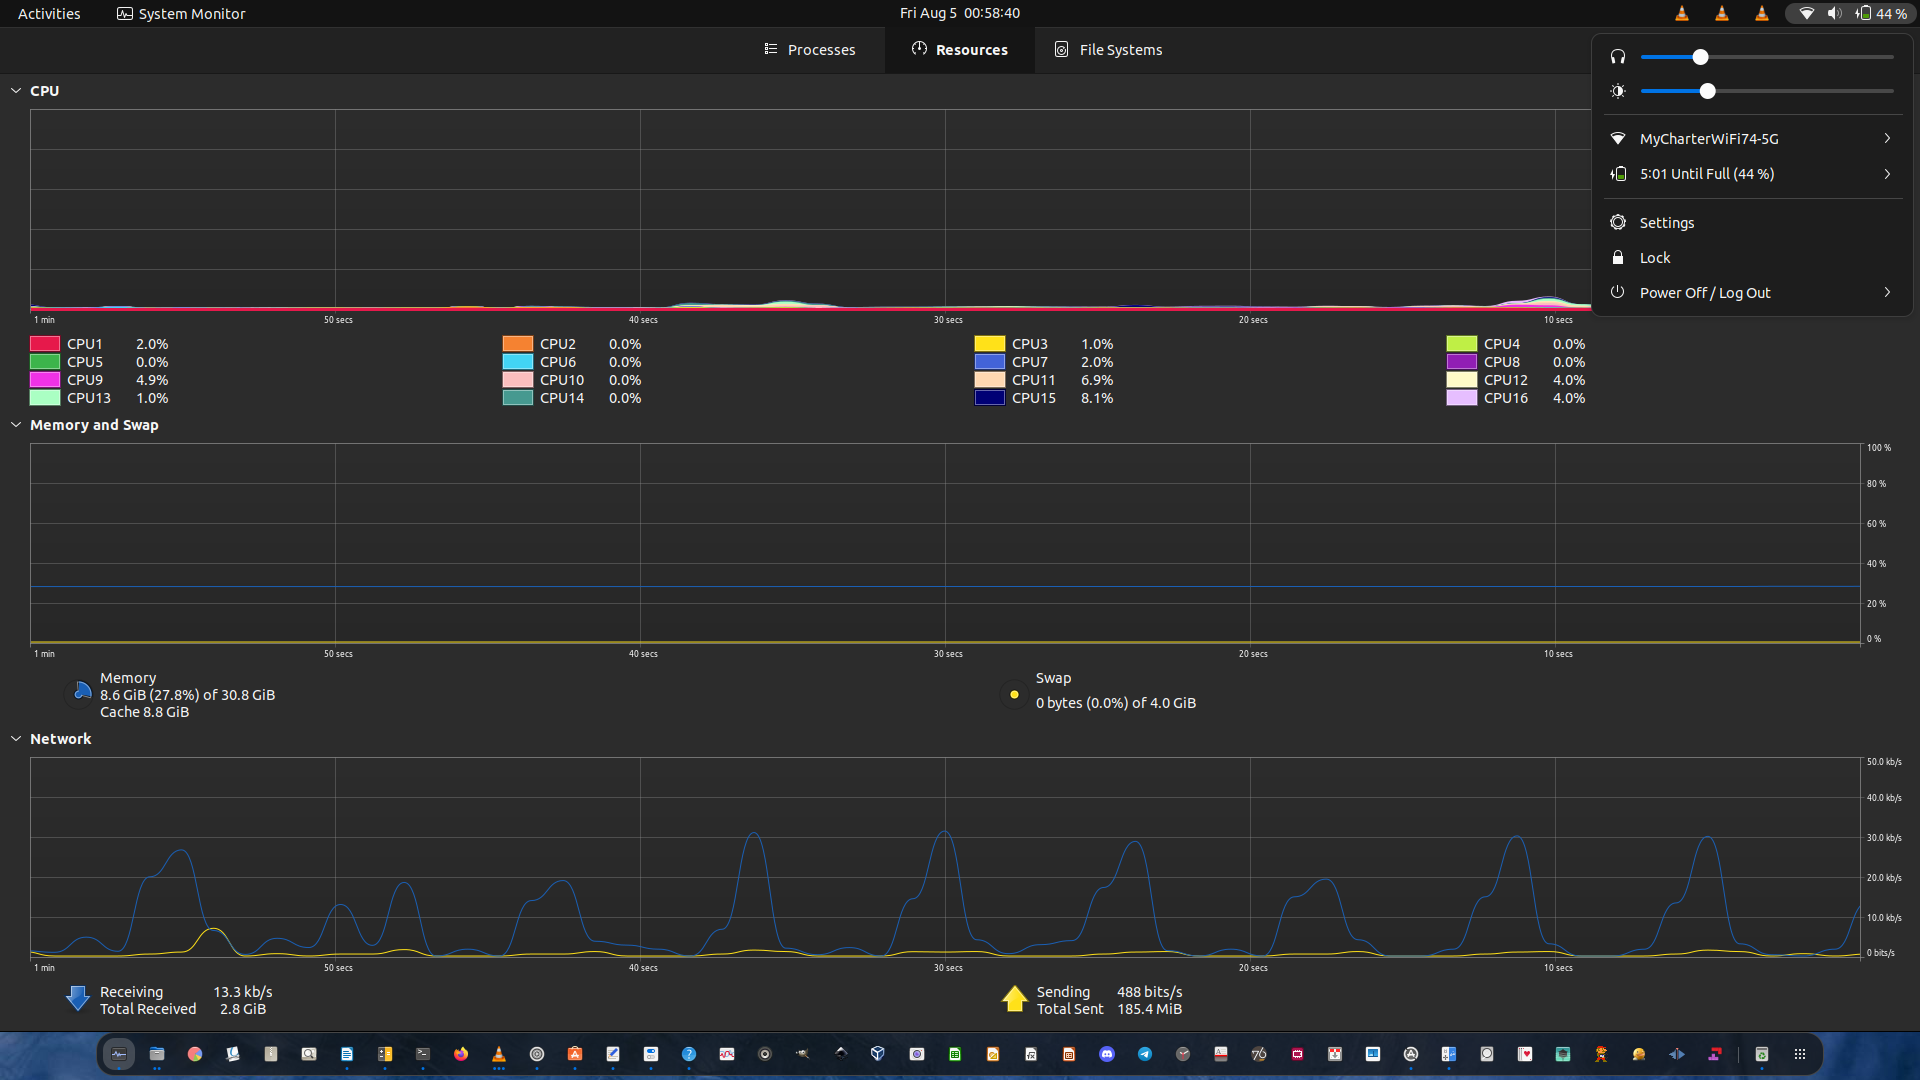 Activities System Monitor Fri Aug 5 00:58:40 44 %
Processes Resources File Systems
CPU
1 min 50 secs 40 secs 30 secs 20 secs 10 secs
CPU1 2.0% CPU2 0.0% CPU3 1.0% CPU4 0.0%
CPU5 0.0% CPU6 0.0% CPU7 2.0% CPU8 0.0%
CPU9 4.9% CPU10 0.0% CPU11 6.9% CPU12 4.0%
CPU13 1.0% CPU14 0.0% CPU15 8.1% CPU16 4.0%
MyCharterWiFi74-5G
5:01 Until Full (44 %)
Settings
Lock
Power Off / Log Out
Memory and Swap
100 %
80 %
60 %
40 %
20 %
0 %
1 min 50 secs 40 secs 30 secs 20 secs 10 secs
Memory
8.6 GiB (27.8%) of 30.8 GiB
Cache 8.8 GiB
Swap
0 bytes (0.0%) of 4.0 GiB
Network
50.0 kb/s
40.0 kb/s
30.0 kb/s
20.0 kb/s
10.0 kb/s
0 bits/s
1 min 50 secs 40 secs 30 secs 20 secs 10 secs
Receiving 13.3 kb/s
Total Received 2.8 GiB
Sending 488 bits/s
Total Sent 185.4 MiB
76